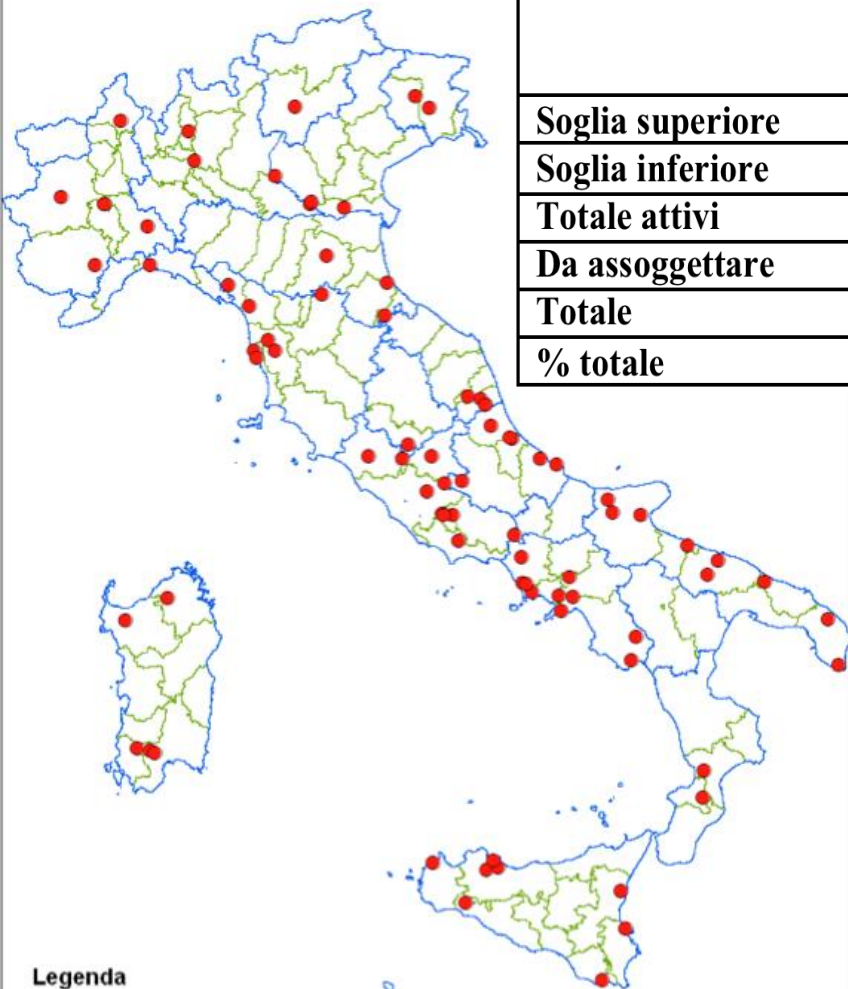 Soglia superiore
Soglia inferiore
Totale attivi
Da assoggettare
Totale
% totale
Legenda